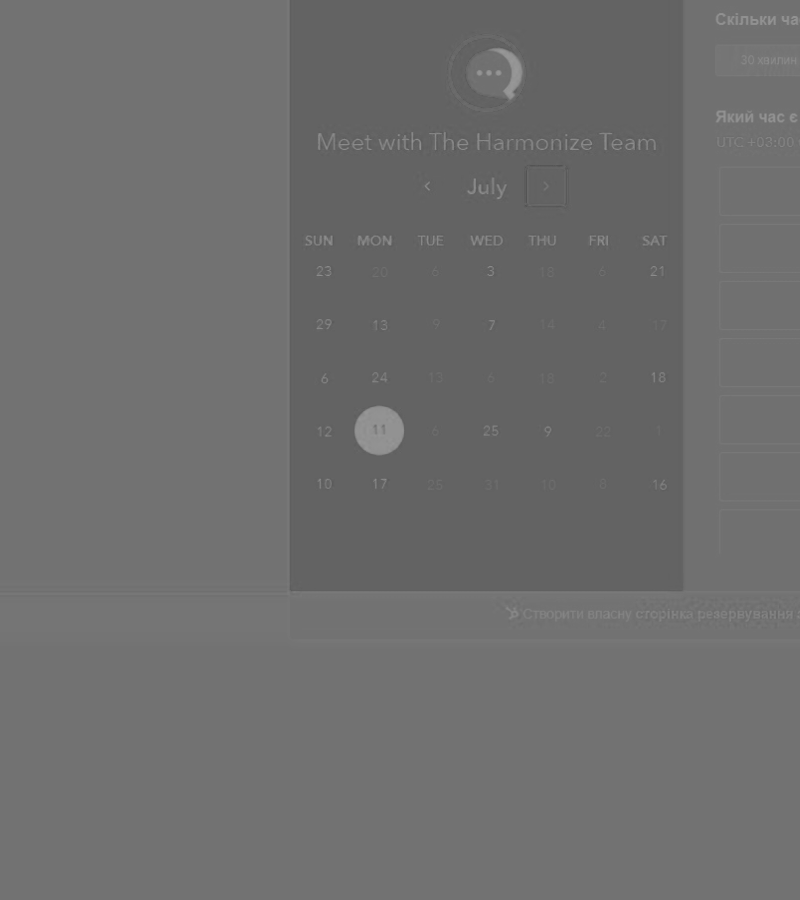 Скільки ча
30 хвилин
Meet with The Harmonize Team
Який час є
UTC +03:00
‹ July ›
SUN MON TUE WED THU FRI SAT
23 20 6 3 18 6 21
29 13 9 7 14 4 17
6 24 13 6 18 2 18
12 11 6 25 9 22 1
10 17 25 31 10 8 16
Створити власну сторінка резервування